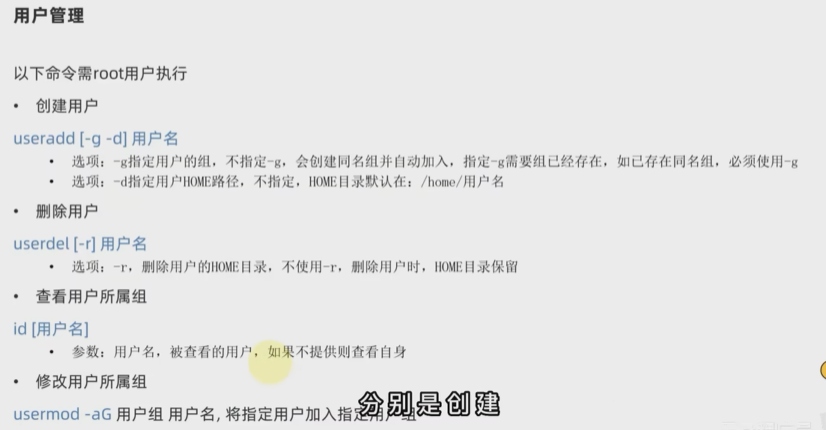 用户管理
以下命令需root用户执行
• 创建用户
useradd [-g -d] 用户名
• 选项：-g指定用户的组，不指定-g，会创建同名组并自动加入，指定-g需要组已经存在，如已存在同名组，必须使用-g
• 选项：-d指定用户HOME路径，不指定，HOME目录默认在：/home/用户名
• 删除用户
userdel [-r] 用户名
• 选项：-r，删除用户的HOME目录，不使用-r，删除用户时，HOME目录保留
• 查看用户所属组
id [用户名]
• 参数：用户名，被查看的用户，如果不提供则查看自身
• 修改用户所属组
usermod -aG 用户组 用户名, 将指定用户加入指定用户组
分别是创建